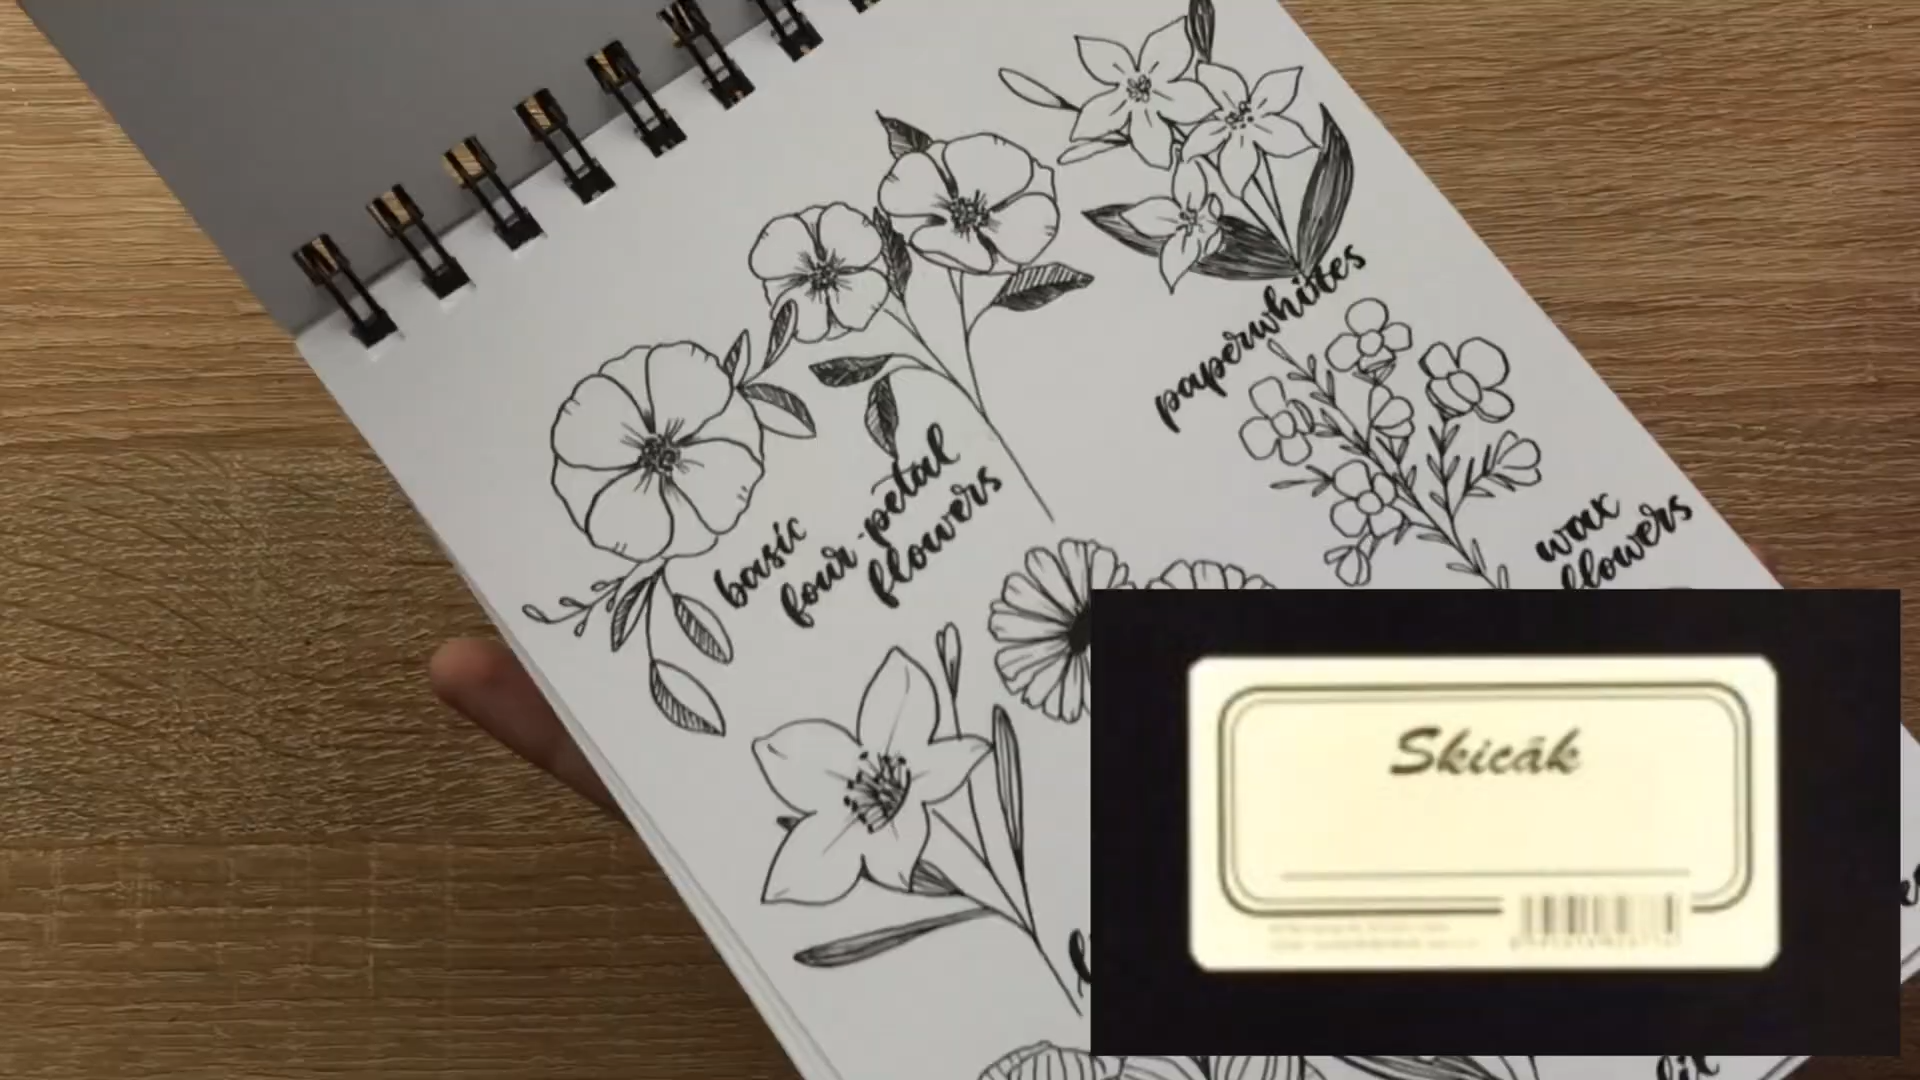 paperwhites
basic
four-petal
flowers
wax
flowers
Skicák